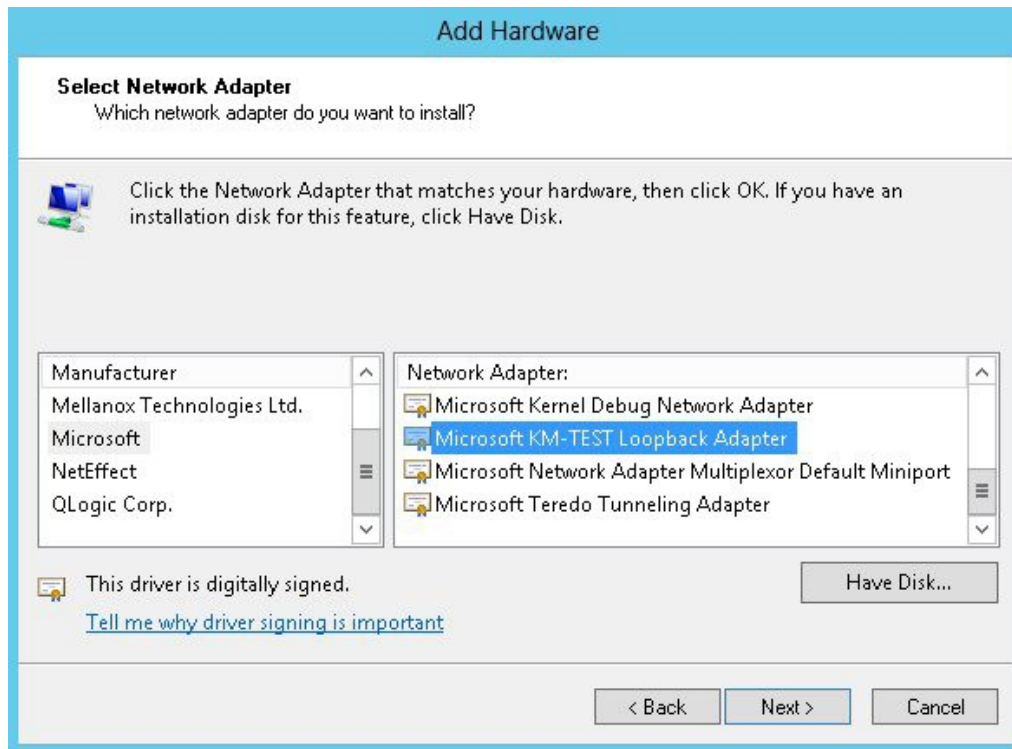 Add Hardware
Select Network Adapter
Which network adapter do you want to install?
Click the Network Adapter that matches your hardware, then click OK. If you have an
installation disk for this feature, click Have Disk.
Manufacturer
Mellanox Technologies Ltd.
Microsoft
NetEffect
QLogic Corp.
Network Adapter:
Microsoft Kernel Debug Network Adapter
Microsoft KM-TEST Loopback Adapter
Microsoft Network Adapter Multiplexor Default Miniport
Microsoft Teredo Tunneling Adapter
This driver is digitally signed.
Tell me why driver signing is important
Have Disk...
< Back
Next >
Cancel